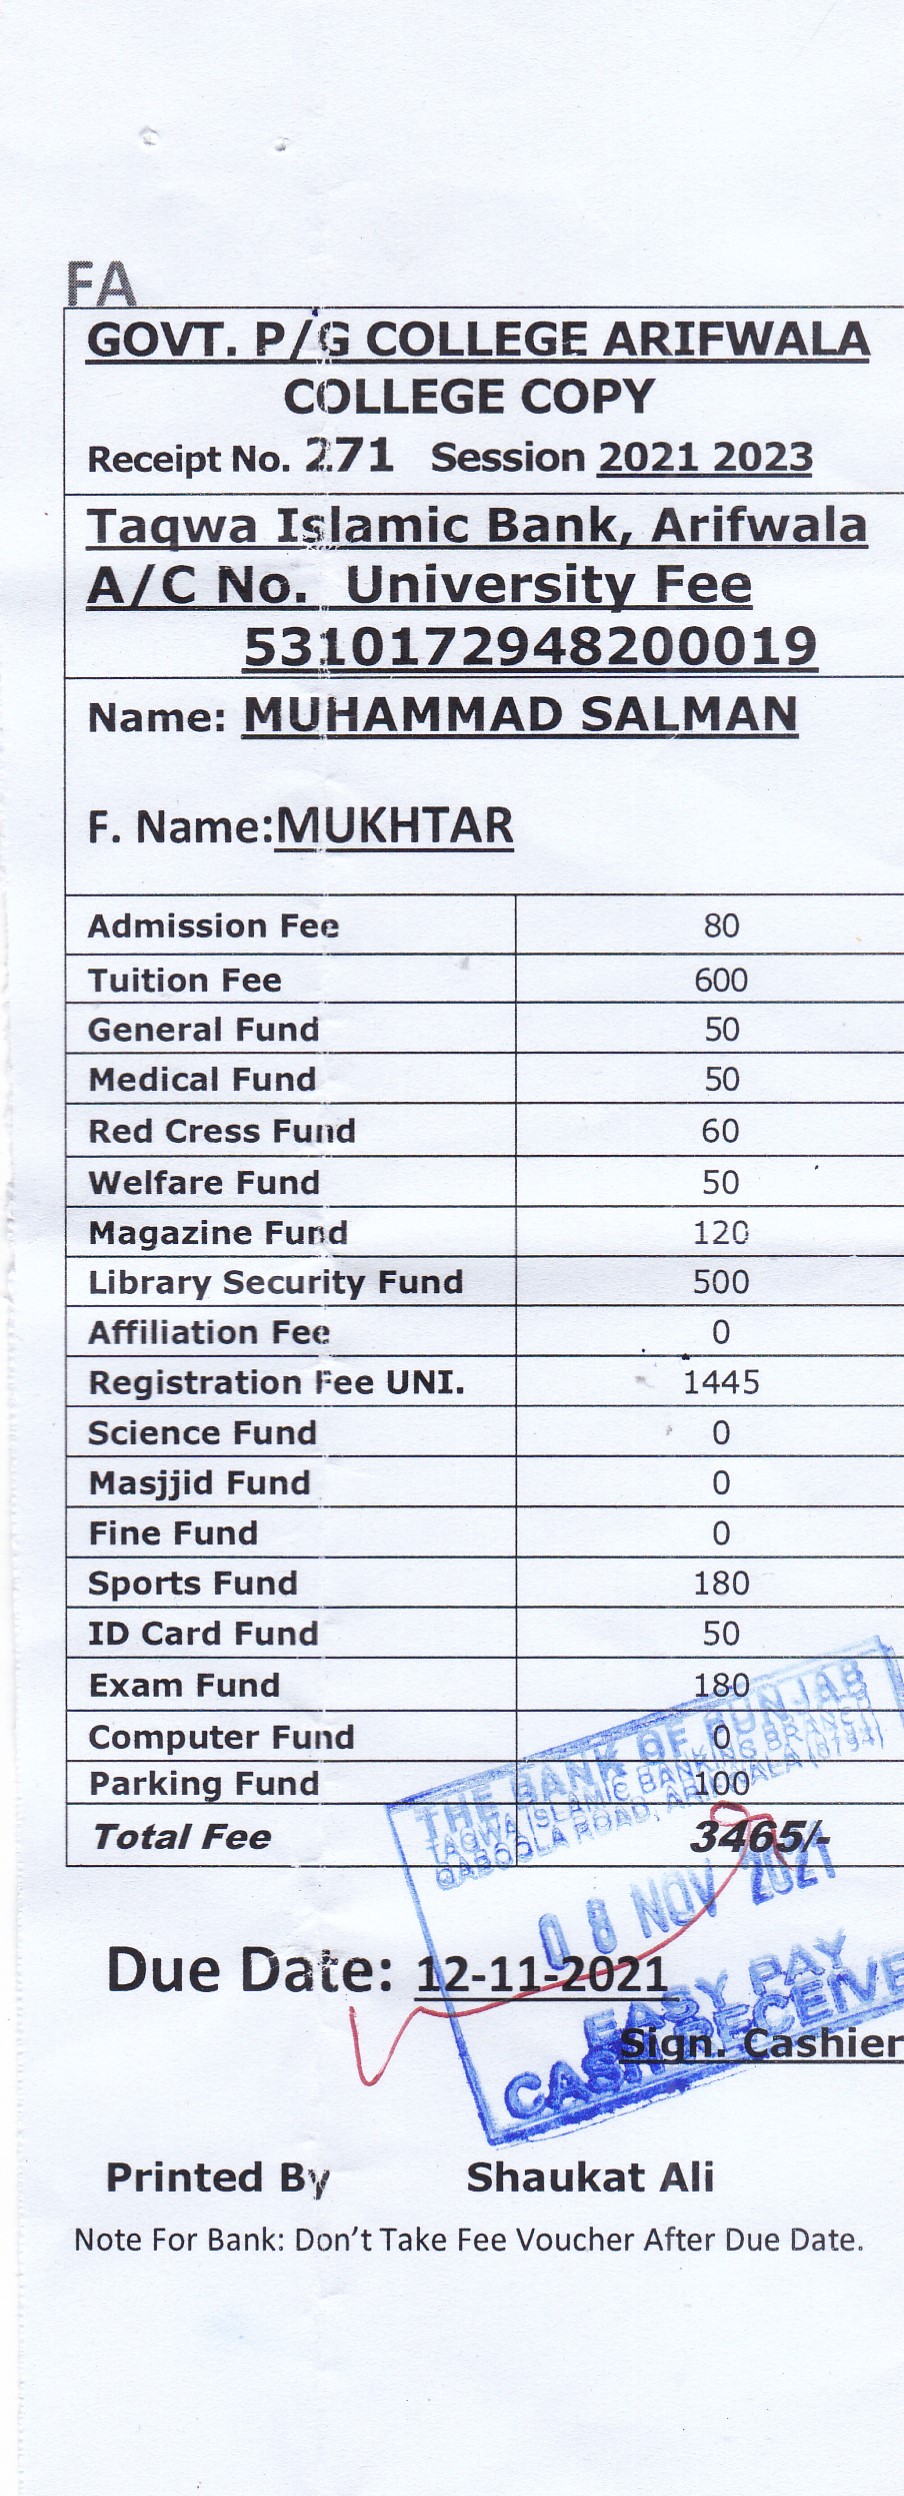 FA
GOVT. P/G COLLEGE ARIFWALA
COLLEGE COPY
Receipt No. 271 Session 2021 2023
Taqwa Islamic Bank, Arifwala
A/C No. University Fee
5310172948200019
Name: MUHAMMAD SALMAN
F. Name:MUKHTAR
Admission Fee 80
Tuition Fee 600
General Fund 50
Medical Fund 50
Red Cress Fund 60
Welfare Fund 50
Magazine Fund 120
Library Security Fund 500
Affiliation Fee 0
Registration Fee UNI. 1445
Science Fund 0
Masjjid Fund 0
Fine Fund 0
Sports Fund 180
ID Card Fund 50
Exam Fund 180
Computer Fund 0
Parking Fund 100
Total Fee 3465/-
THE BANK OF PUNJAB
TAQWA ISLAMIC BANKING BRANCH
QABOOLA ROAD, ARIFWALA (0794)
08 NOV 2021
EASY PAY
CASH RECEIVE
Due Date: 12-11-2021
Sign. Cashier
Printed By Shaukat Ali
Note For Bank: Don't Take Fee Voucher After Due Date.